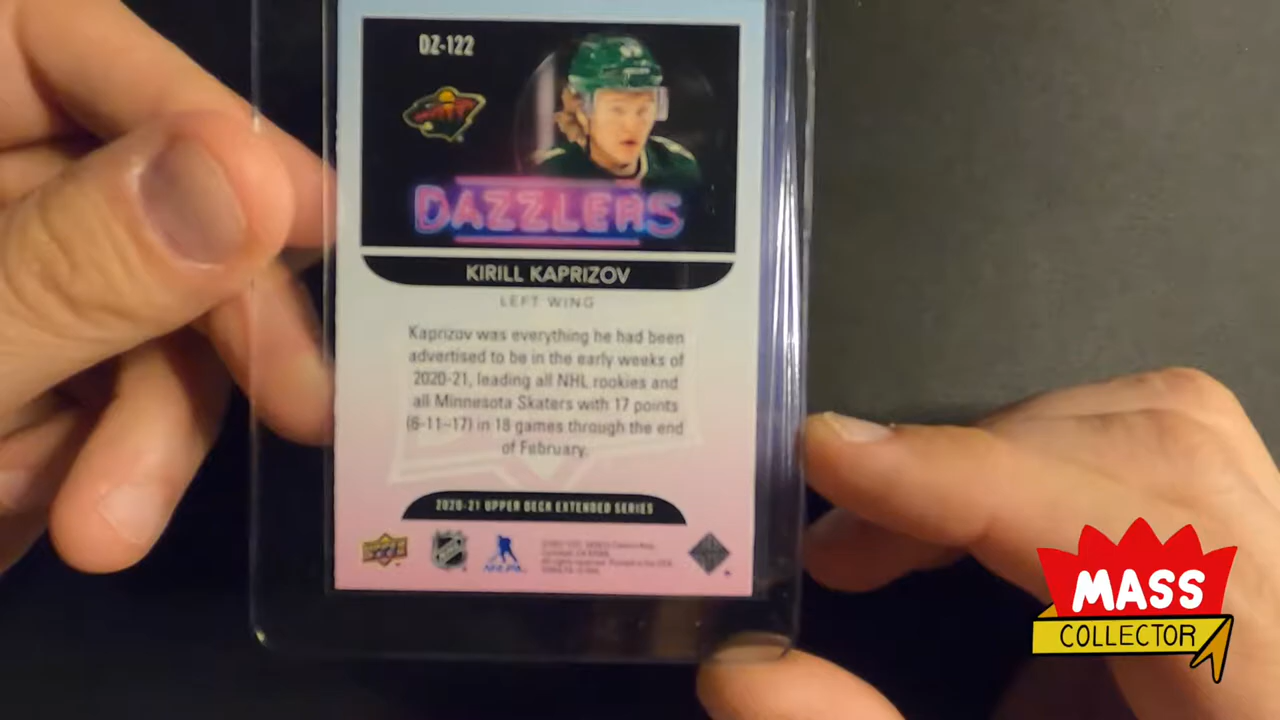 DZ-122
DAZZLERS
KIRILL KAPRIZOV
LEFT WING
Kaprizov was everything he had been
advertised to be in the early weeks of
2020-21, leading all NHL rookies and
all Minnesota Skaters with 17 points
(6-11–17) in 18 games through the end
of February.
2020-21 UPPER DECK EXTENDED SERIES
NHLPA
MASS
COLLECTOR